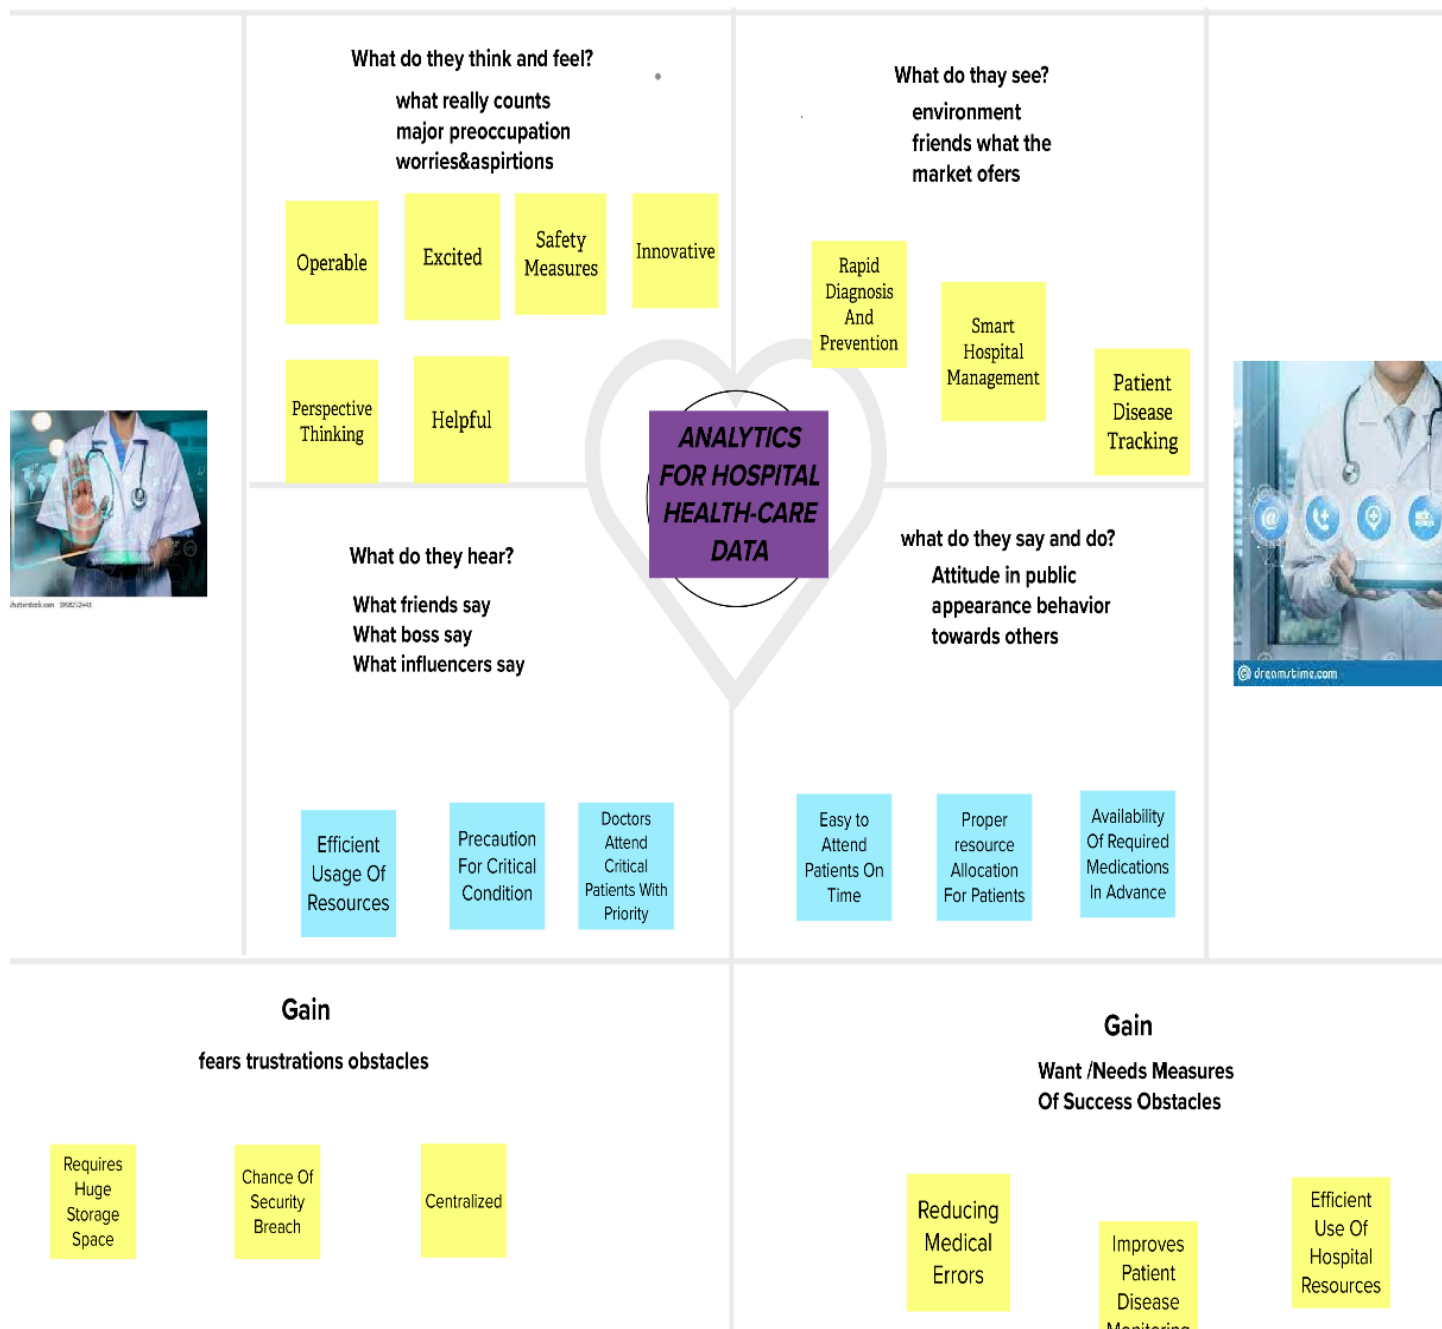 What do they think and feel?
what really counts
major preoccupation
worries&aspirtions
Operable
Excited
Safety
Measures
Innovative
Perspective
Thinking
Helpful
What do thay see?
environment
friends what the
market ofers
Rapid
Diagnosis
And
Prevention
Smart
Hospital
Management
Patient
Disease
Tracking
ANALYTICS
FOR HOSPITAL
HEALTH-CARE
DATA
What do they hear?
What friends say
What boss say
What influencers say
Efficient
Usage Of
Resources
Precaution
For Critical
Condition
Doctors
Attend
Critical
Patients With
Priority
what do they say and do?
Attitude in public
appearance behavior
towards others
Easy to
Attend
Patients On
Time
Proper
resource
Allocation
For Patients
Availability
Of Required
Medications
In Advance
dreamstime.com
Gain
fears trustrations obstacles
Requires
Huge
Storage
Space
Chance Of
Security
Breach
Centralized
Gain
Want /Needs Measures
Of Success Obstacles
Reducing
Medical
Errors
Improves
Patient
Disease
Monitoring
Efficient
Use Of
Hospital
Resources